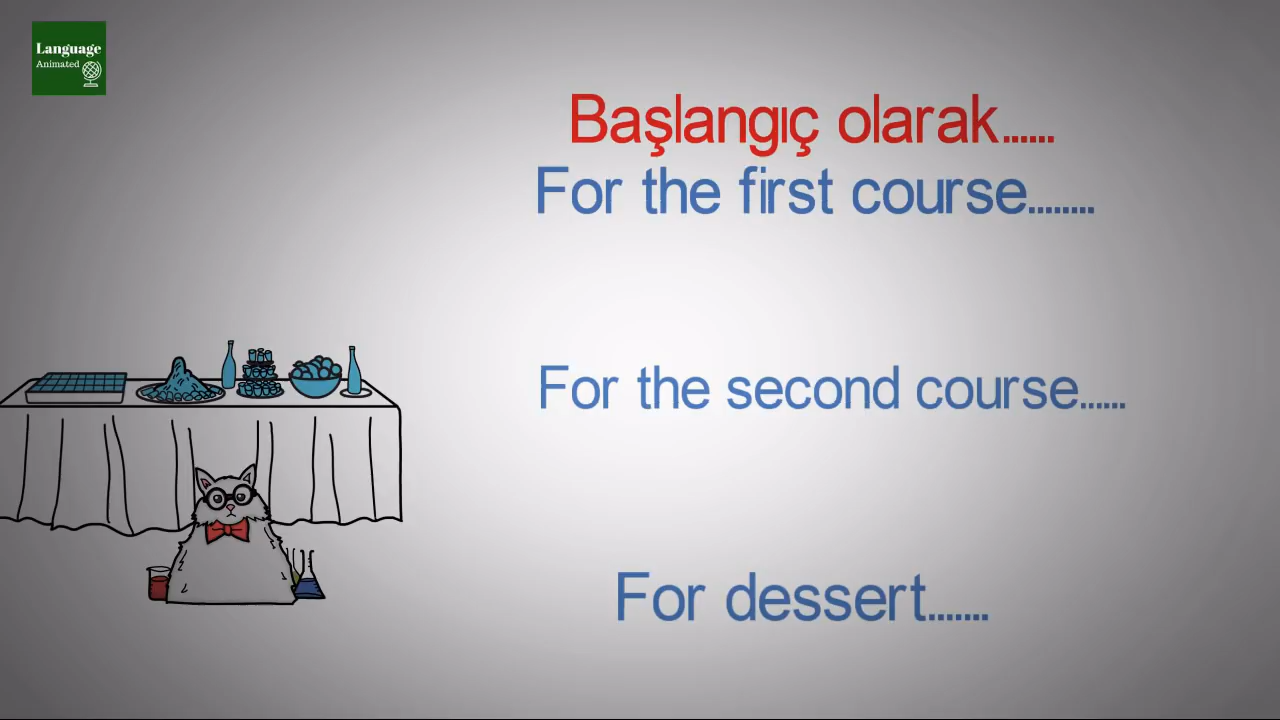 Language
Animated
Başlangıç olarak......
For the first course........
For the second course......
For dessert.......